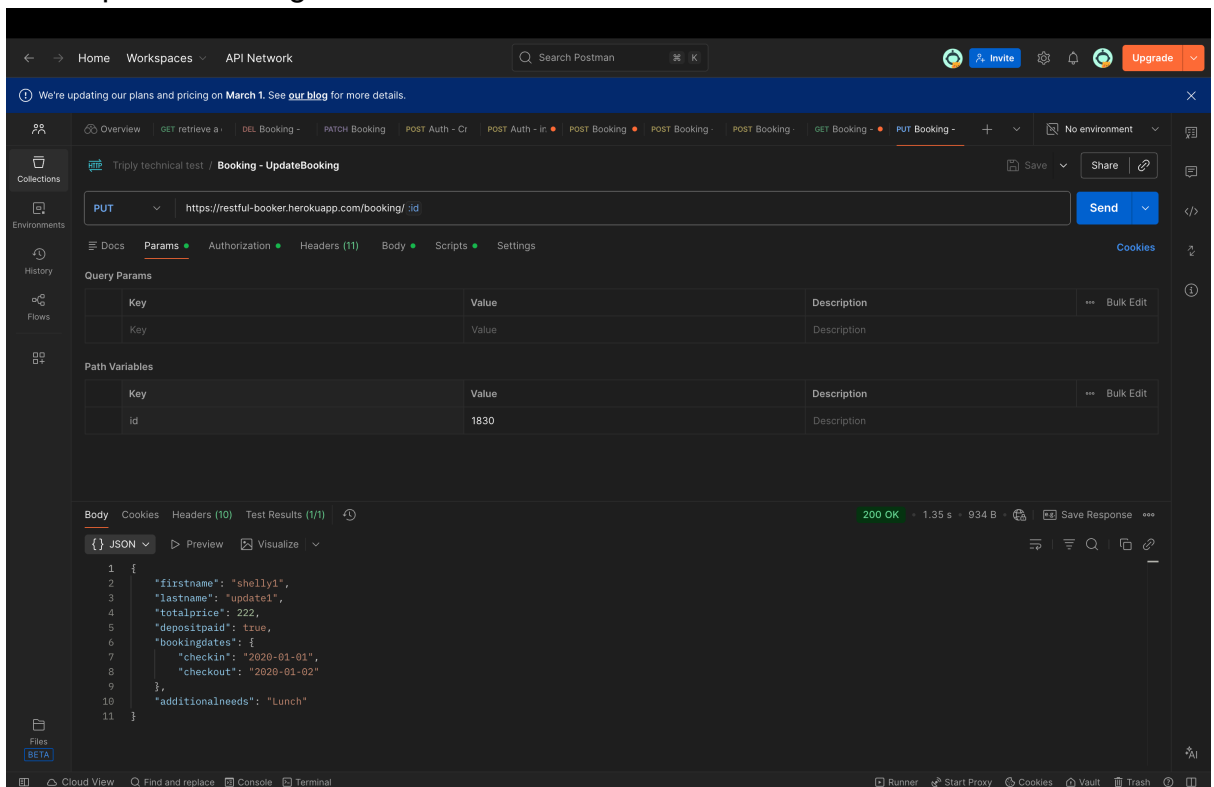 Home Workspaces API Network Search Postman ⌘ K Invite Upgrade
We're updating our plans and pricing on March 1. See our blog for more details.
Overview GET retrieve a DEL Booking - PATCH Booking POST Auth - Cr POST Auth - in POST Booking POST Booking - POST Booking - GET Booking - PUT Booking - No environment
Collections
Environments
History
Flows
HTTP Triply technical test / Booking - UpdateBooking Save Share
PUT https://restful-booker.herokuapp.com/booking/ :id Send
Docs Params Authorization Headers (11) Body Scripts Settings Cookies
Query Params
Key Value Description Bulk Edit
Key Value Description
Path Variables
Key Value Description Bulk Edit
id 1830 Description
Body Cookies Headers (10) Test Results (1/1) 200 OK 1.35 s 934 B Save Response
{} JSON Preview Visualize
1 {
2 "firstname": "shelly1",
3 "lastname": "update1",
4 "totalprice": 222,
5 "depositpaid": true,
6 "bookingdates": {
7 "checkin": "2020-01-01",
8 "checkout": "2020-01-02"
9 },
10 "additionalneeds": "Lunch"
11 }
Files
BETA
AI
Cloud View Find and replace Console Terminal Runner Start Proxy Cookies Vault Trash